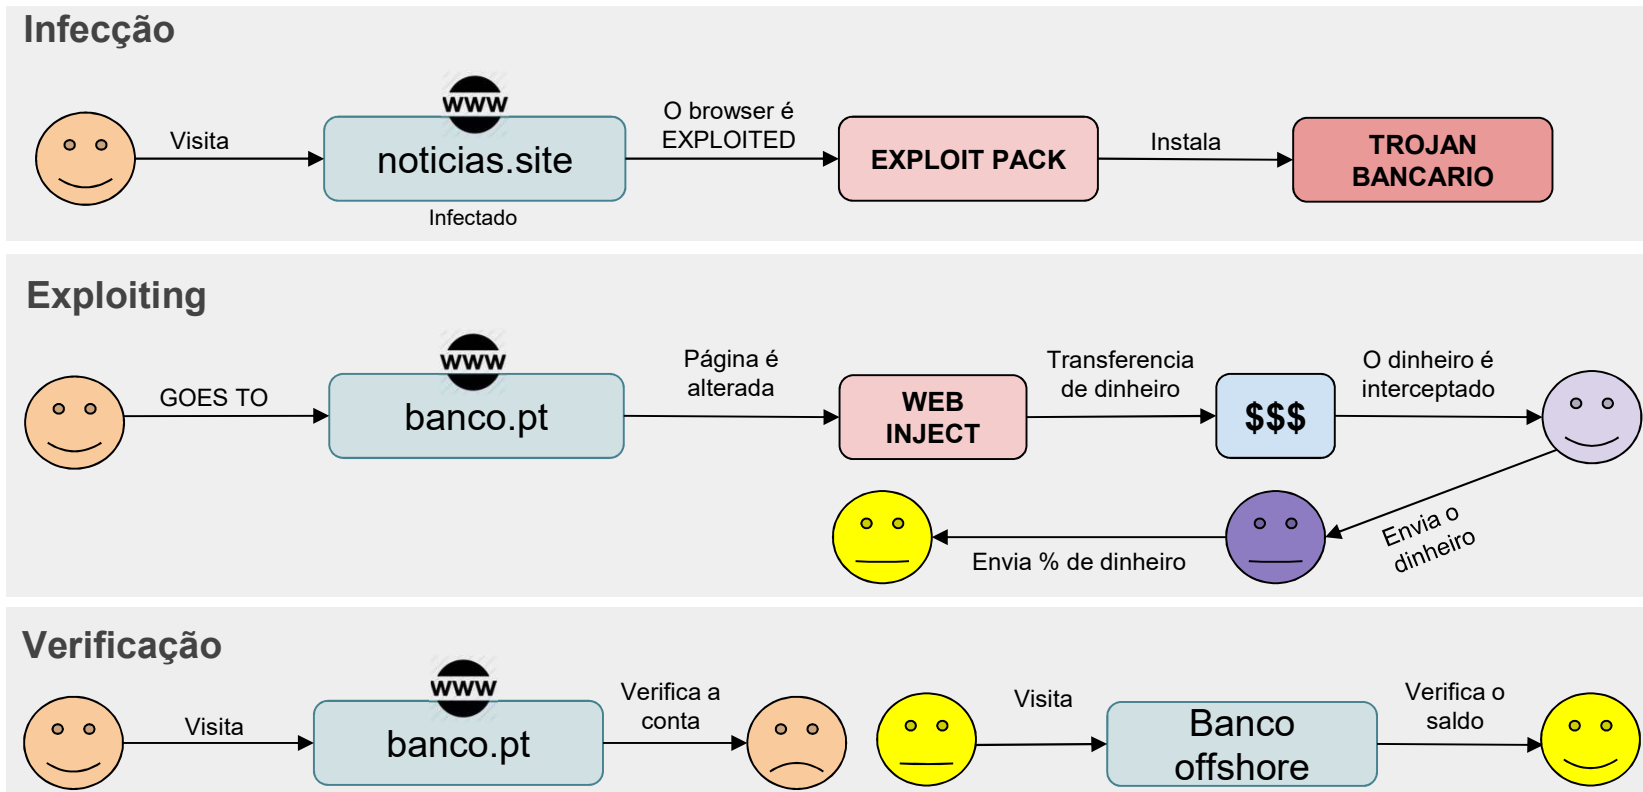 Infecção
WWW
Visita
noticias.site
Infectado
O browser é
EXPLOITED
EXPLOIT PACK
Instala
TROJAN
BANCARIO
Exploiting
WWW
GOES TO
banco.pt
Página é
alterada
WEB
INJECT
Transferencia
de dinheiro
$$$
O dinheiro é
interceptado
Envia o
dinheiro
Envia % de dinheiro
Verificação
WWW
Visita
banco.pt
Verifica a
conta
Visita
Banco
offshore
Verifica o
saldo